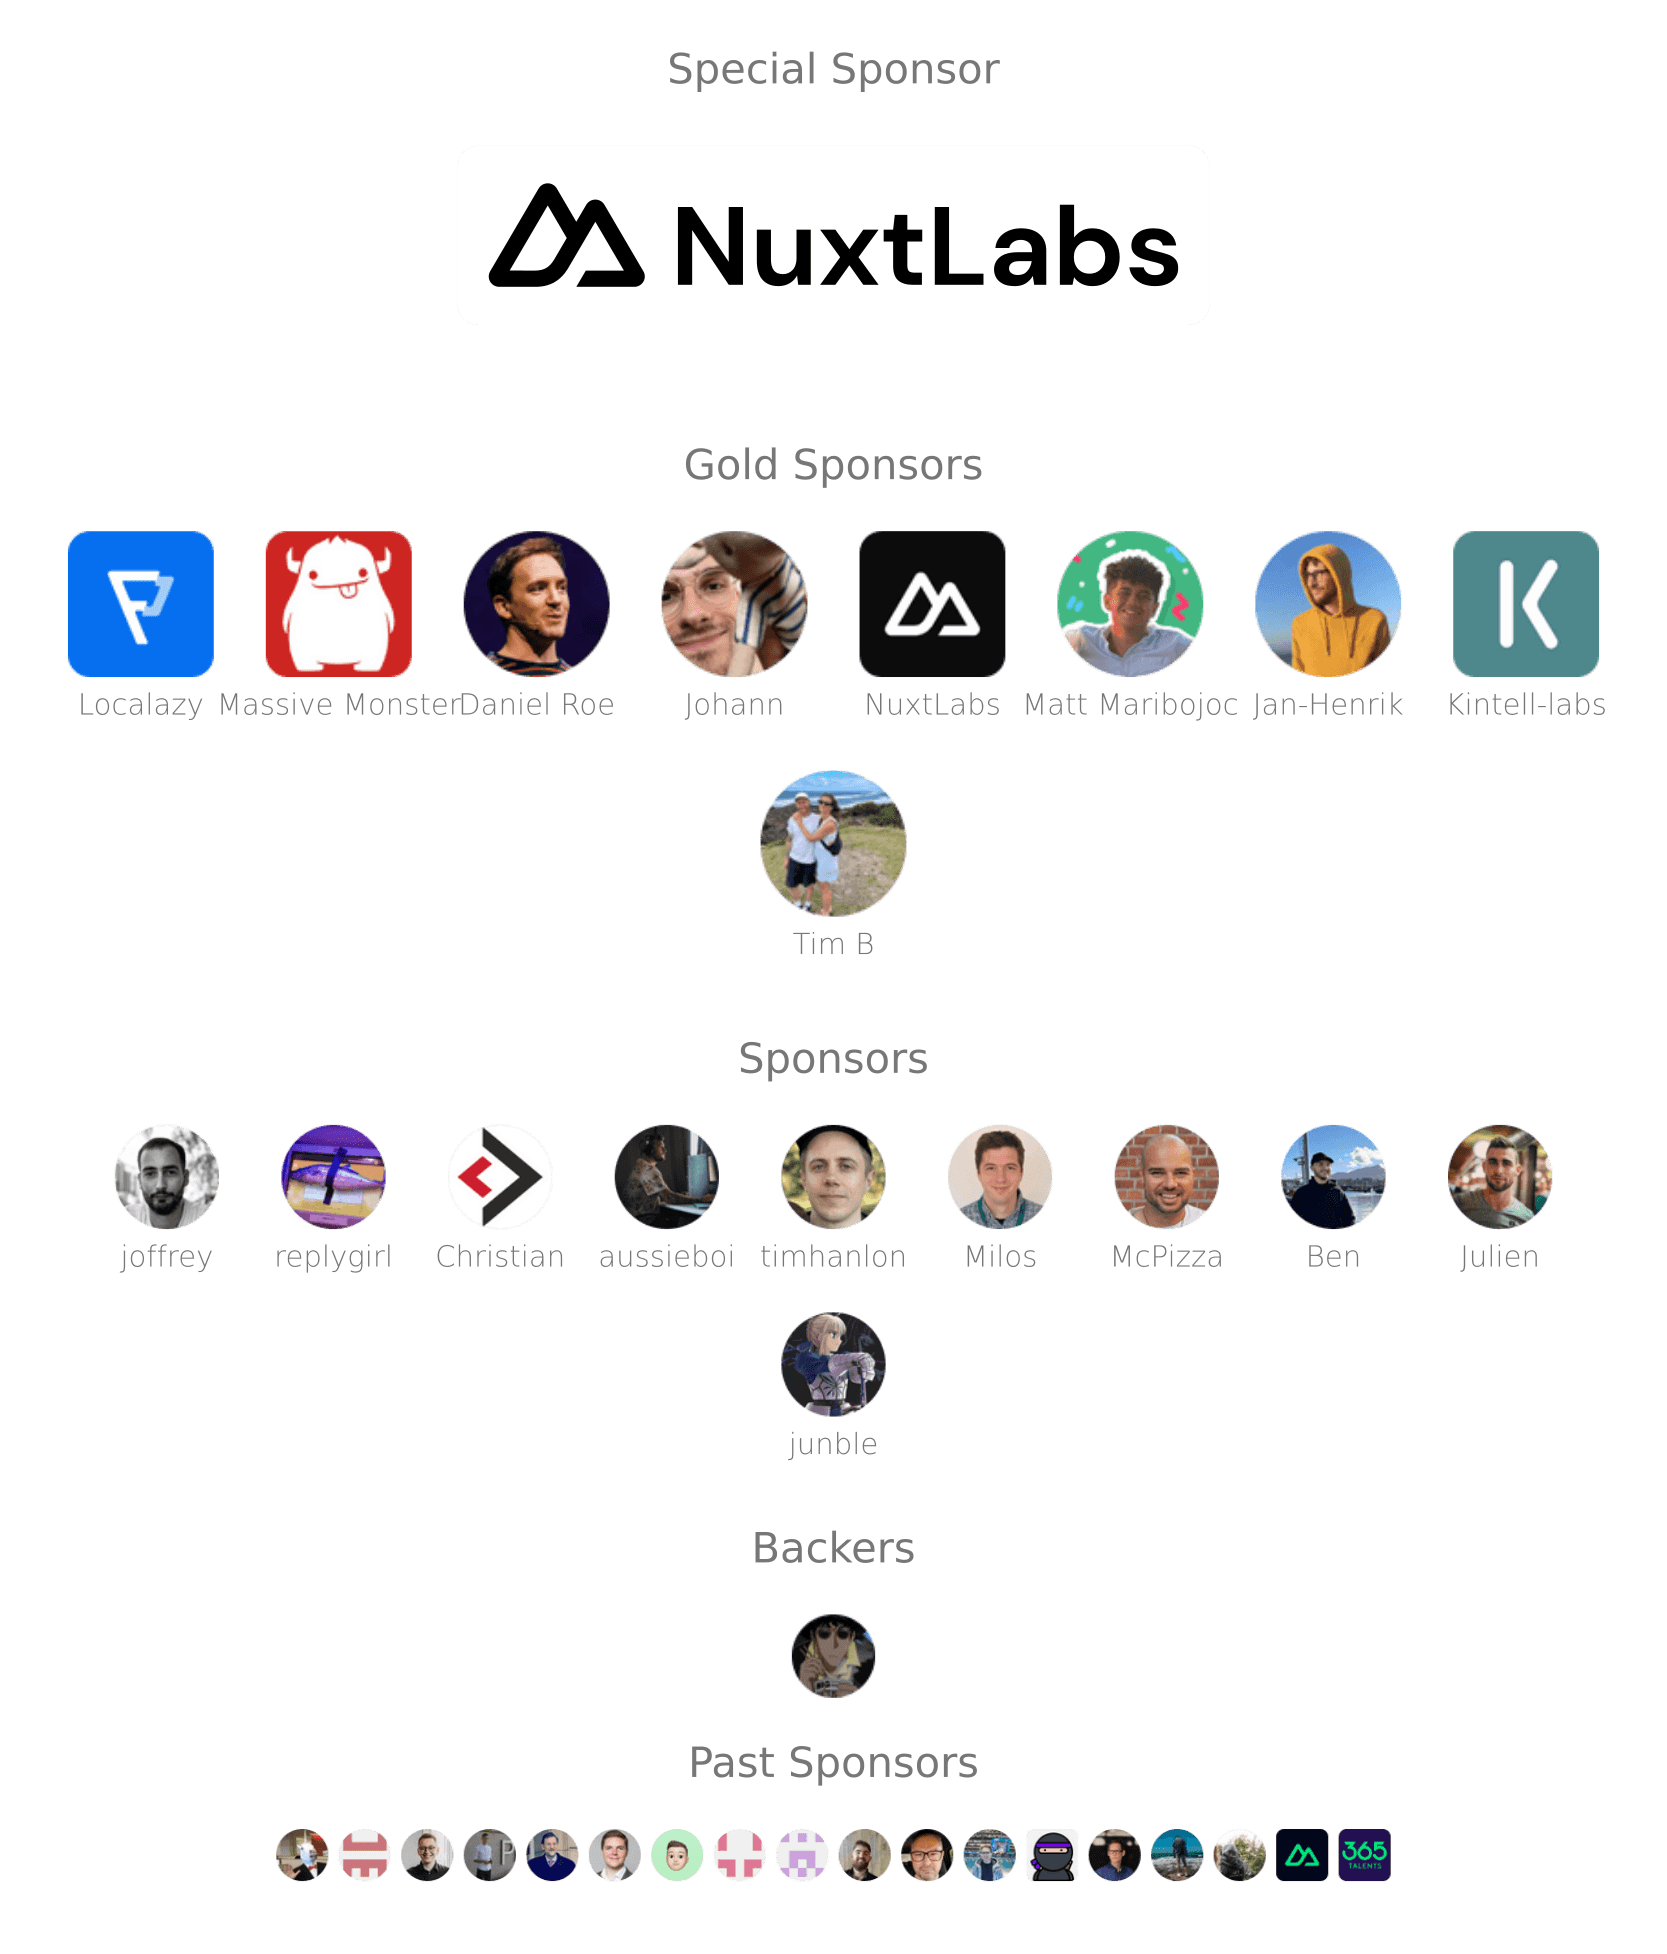 Special Sponsor
NuxtLabs
Gold Sponsors
Localazy Massive Monster Daniel Roe Johann NuxtLabs Matt Maribojoc Jan-Henrik Kintell-labs
Tim B
Sponsors
joffrey replygirl Christian aussieboi timhanlon Milos McPizza Ben Julien
junble
Backers
Past Sponsors
365
TALENTS